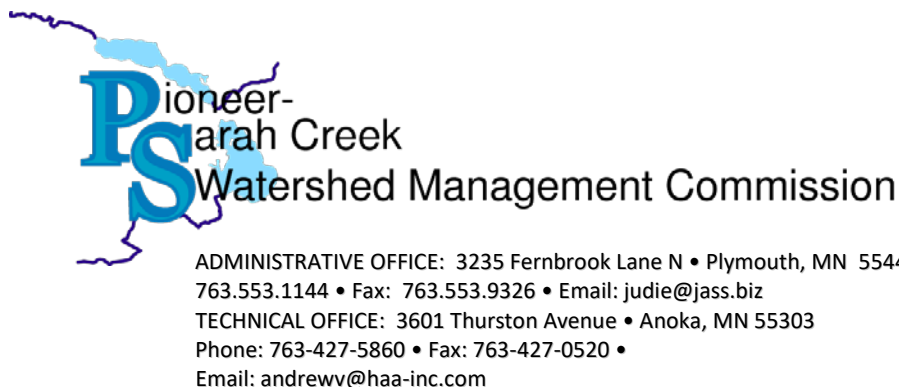 Pioneer-
Sarah Creek
Watershed Management Commission
ADMINISTRATIVE OFFICE: 3235 Fernbrook Lane N • Plymouth, MN 5544
763.553.1144 • Fax: 763.553.9326 • Email: judie@jass.biz
TECHNICAL OFFICE: 3601 Thurston Avenue • Anoka, MN 55303
Phone: 763-427-5860 • Fax: 763-427-0520 •
Email: andrewv@haa-inc.com